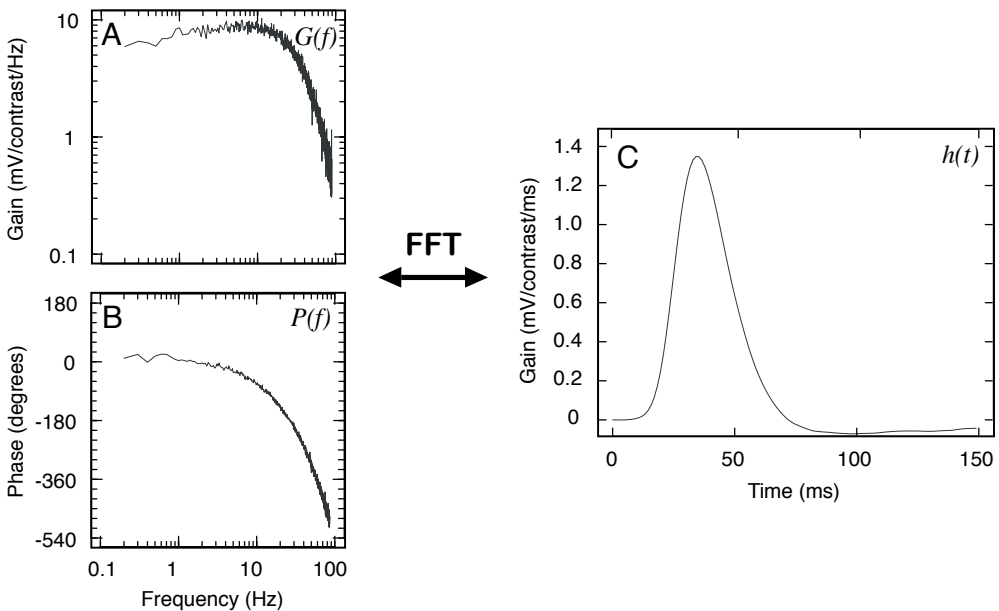 A
G(f)
10
1
0.1
Gain (mV/contrast/Hz)
B
P(f)
180
0
-180
-360
-540
Phase (degrees)
0.1 1 10 100
Frequency (Hz)
FFT
C
h(t)
1.4
1.2
1.0
0.8
0.6
0.4
0.2
0
Gain (mV/contrast/ms)
0 50 100 150
Time (ms)